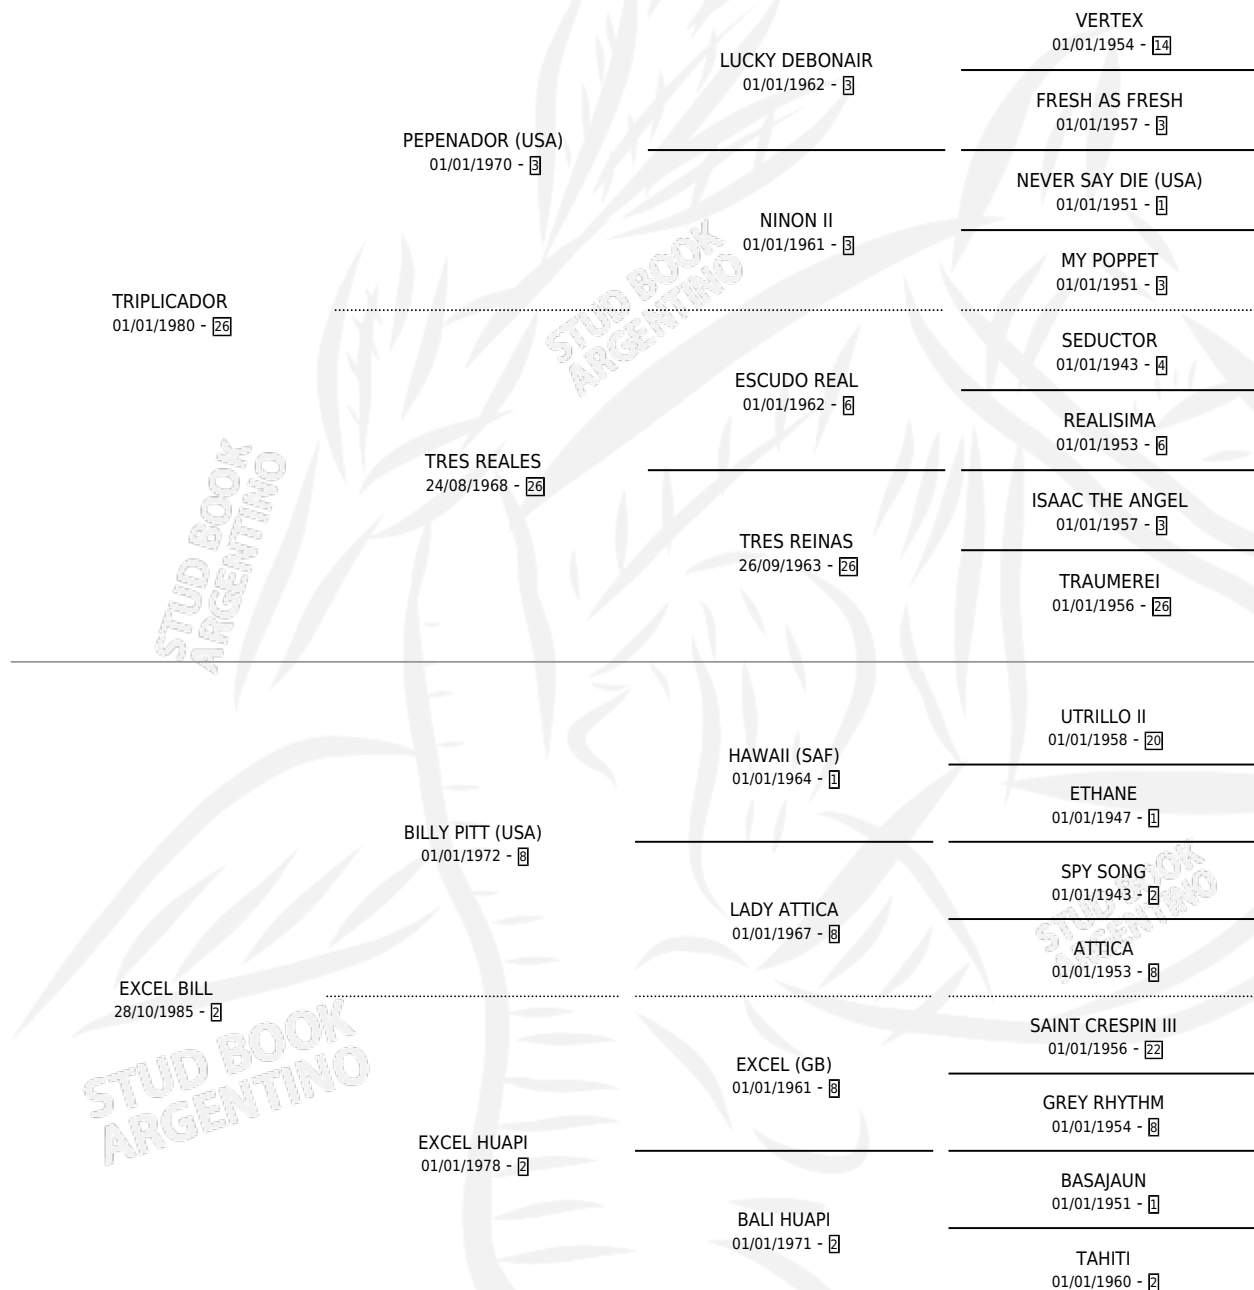 VERTEX
01/01/1954 - 14
LUCKY DEBONAIR
01/01/1962 - 3
FRESH AS FRESH
01/01/1957 - 3
PEPENADOR (USA)
01/01/1970 - 3
NEVER SAY DIE (USA)
01/01/1951 - 1
NINON II
01/01/1961 - 3
MY POPPET
01/01/1951 - 3
TRIPLICADOR
01/01/1980 - 26
SEDUCTOR
01/01/1943 - 4
ESCUDO REAL
01/01/1962 - 6
REALISIMA
01/01/1953 - 6
TRES REALES
24/08/1968 - 26
ISAAC THE ANGEL
01/01/1957 - 3
TRES REINAS
26/09/1963 - 26
TRAUMEREI
01/01/1956 - 26
UTRILLO II
01/01/1958 - 20
HAWAII (SAF)
01/01/1964 - 1
ETHANE
01/01/1947 - 1
BILLY PITT (USA)
01/01/1972 - 8
SPY SONG
01/01/1943 - 2
LADY ATTICA
01/01/1967 - 8
ATTICA
01/01/1953 - 8
EXCEL BILL
28/10/1985 - 2
SAINT CRESPIN III
01/01/1956 - 22
EXCEL (GB)
01/01/1961 - 8
GREY RHYTHM
01/01/1954 - 8
EXCEL HUAPI
01/01/1978 - 2
BASAJAUN
01/01/1951 - 1
BALI HUAPI
01/01/1971 - 2
TAHITI
01/01/1960 - 2
STUD BOOK
ARGENTINO
STUD BOOK
ARGENTINO
STUD BOOK
ARGENTINO
STUD BOOK
ARGENTINO